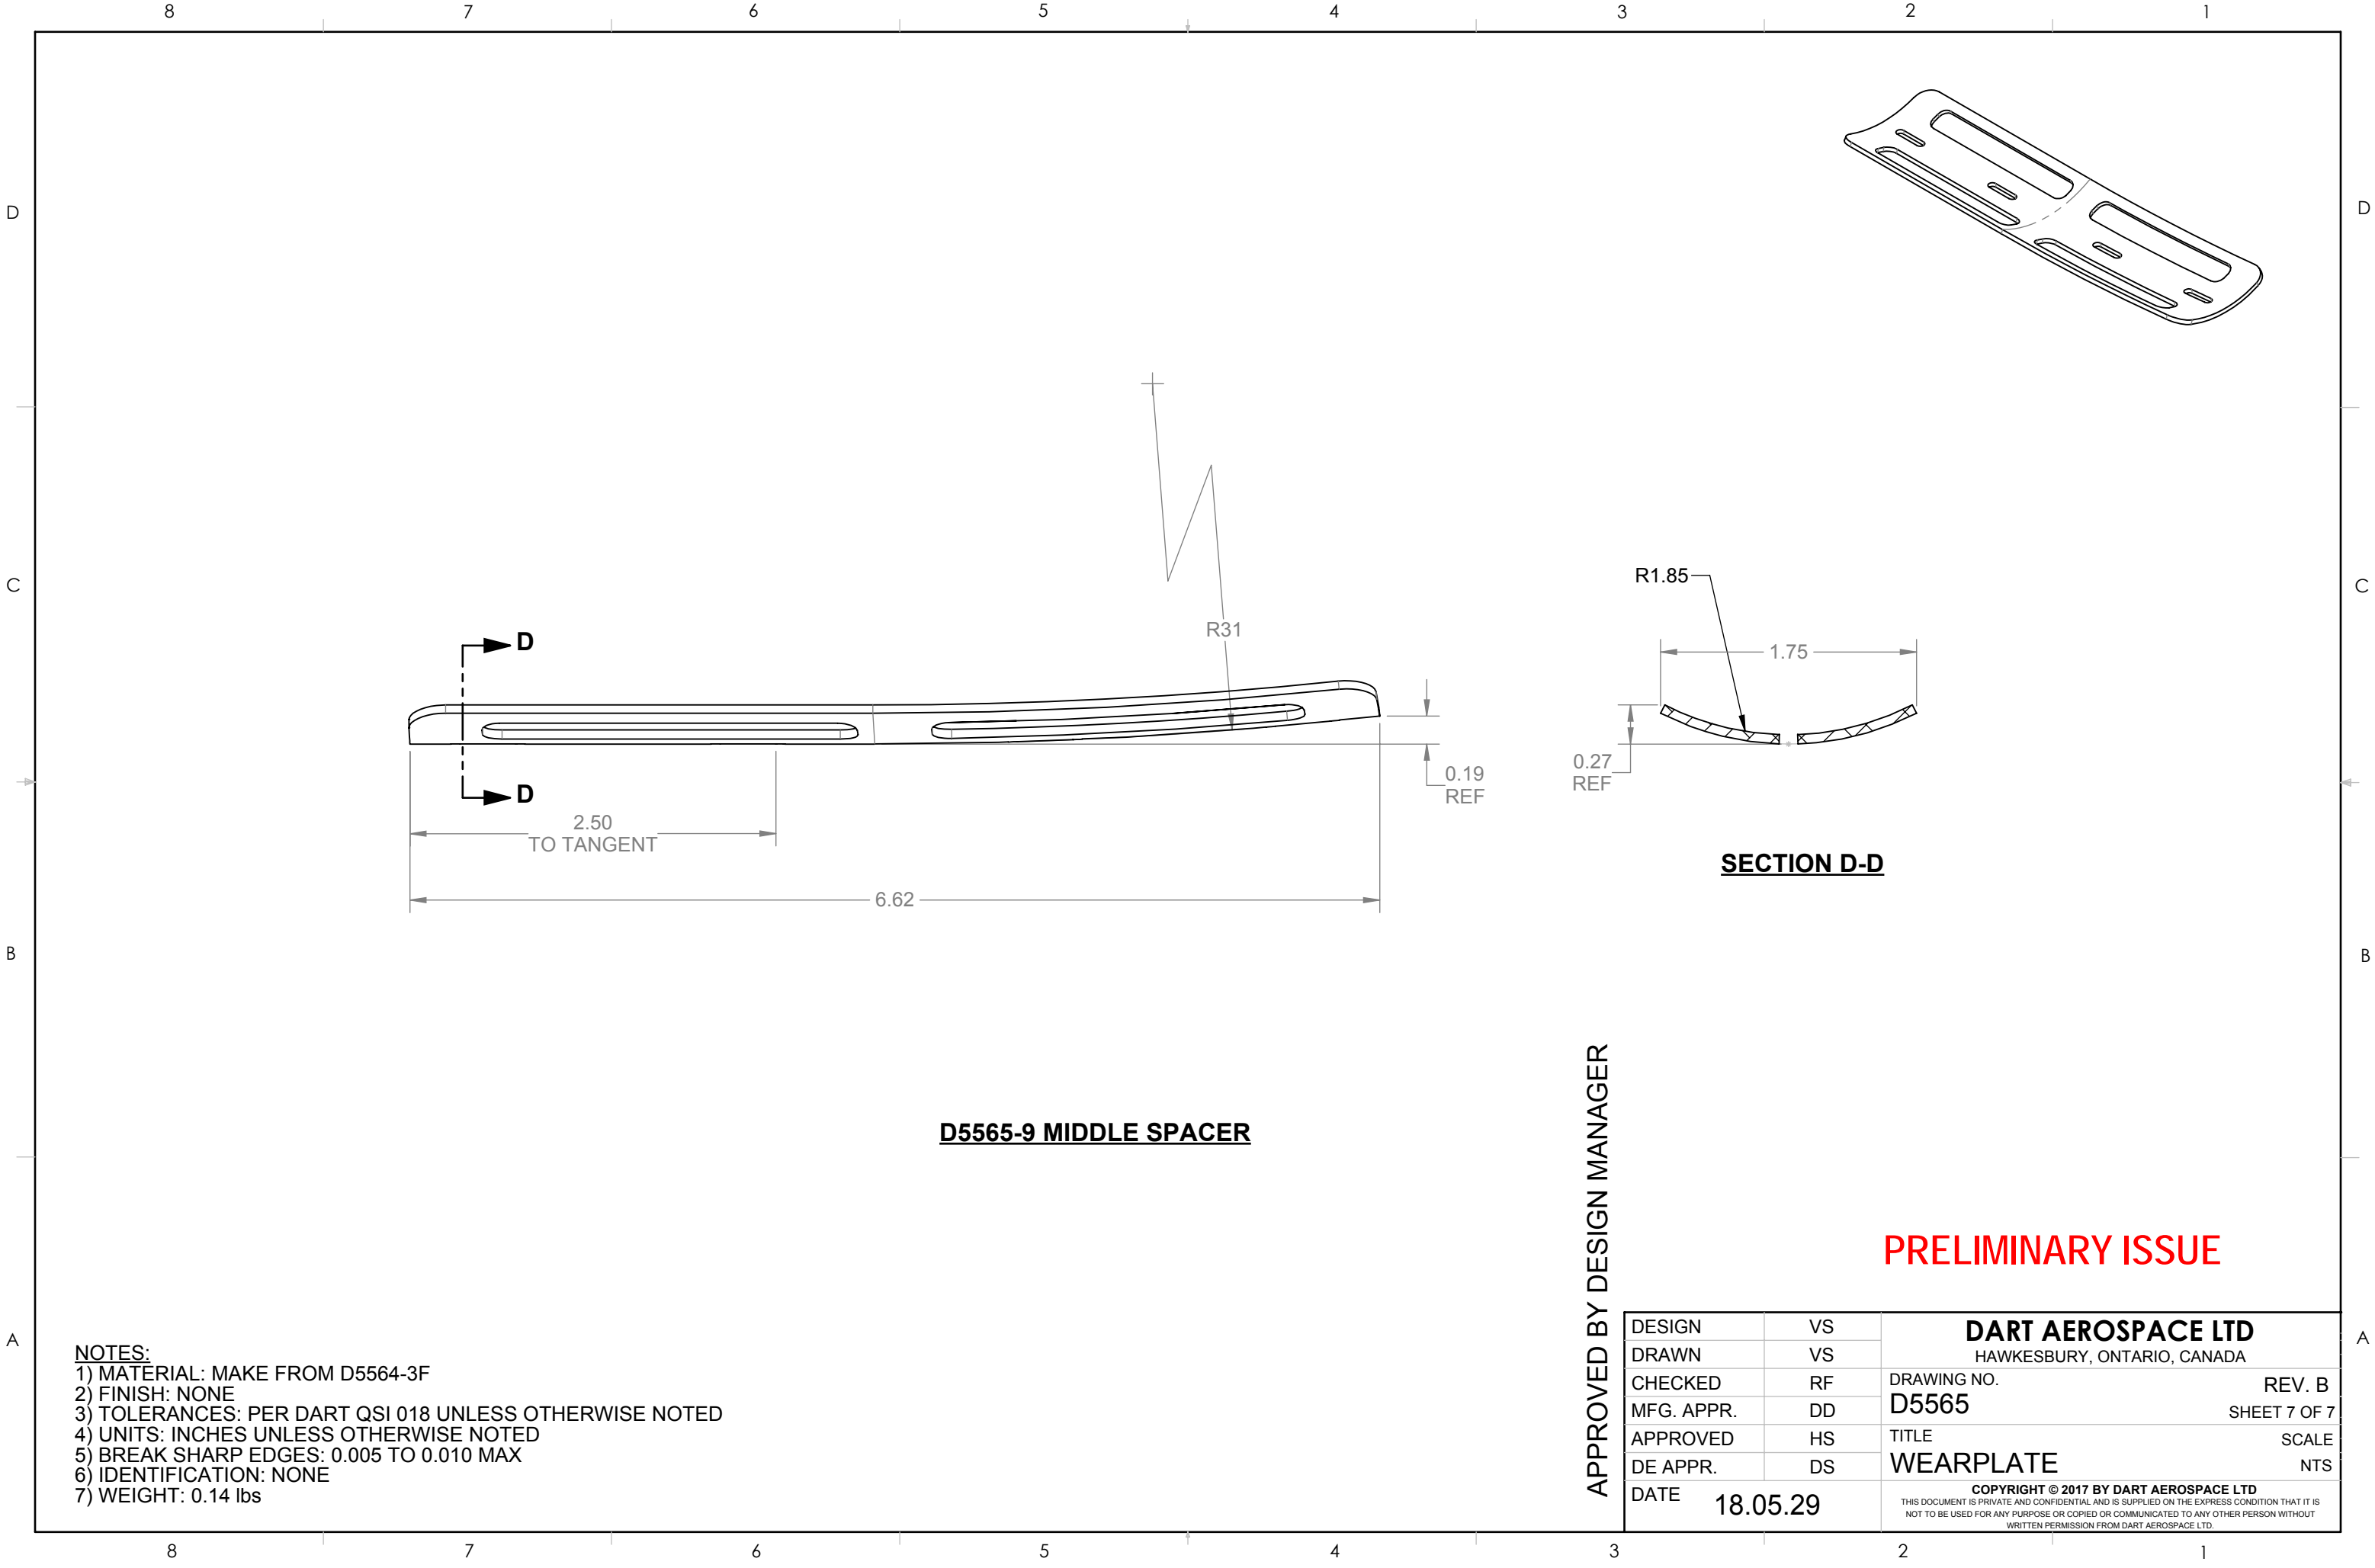 8 7 6 5 4 3 2 1
D D
C C
B B
A A
R31
D
D
2.50
TO TANGENT
6.62
0.19
REF
R1.85
1.75
0.27
REF
SECTION D-D
D5565-9 MIDDLE SPACER
APPROVED BY DESIGN MANAGER
PRELIMINARY ISSUE
NOTES:
1) MATERIAL: MAKE FROM D5564-3F
2) FINISH: NONE
3) TOLERANCES: PER DART QSI 018 UNLESS OTHERWISE NOTED
4) UNITS: INCHES UNLESS OTHERWISE NOTED
5) BREAK SHARP EDGES: 0.005 TO 0.010 MAX
6) IDENTIFICATION: NONE
7) WEIGHT: 0.14 lbs
DESIGN VS
DRAWN VS
CHECKED RF
MFG. APPR. DD
APPROVED HS
DE APPR. DS
DATE 18.05.29
DART AEROSPACE LTD
HAWKESBURY, ONTARIO, CANADA
DRAWING NO. REV. B
D5565 SHEET 7 OF 7
TITLE SCALE
WEARPLATE NTS
COPYRIGHT © 2017 BY DART AEROSPACE LTD
THIS DOCUMENT IS PRIVATE AND CONFIDENTIAL AND IS SUPPLIED ON THE EXPRESS CONDITION THAT IT IS
NOT TO BE USED FOR ANY PURPOSE OR COPIED OR COMMUNICATED TO ANY OTHER PERSON WITHOUT
WRITTEN PERMISSION FROM DART AEROSPACE LTD.
8 7 6 5 4 3 2 1